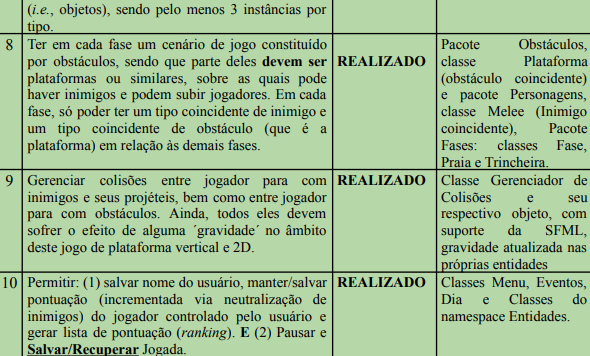 (i.e., objetos), sendo pelo menos 3 instâncias por
tipo.
8
Ter em cada fase um cenário de jogo constituído
por obstáculos, sendo que parte deles devem ser
plataformas ou similares, sobre as quais pode
haver inimigos e podem subir jogadores. Em cada
fase, só poder ter um tipo coincidente de inimigo e
um tipo coincidente de obstáculo (que é a
plataforma) em relação às demais fases.
REALIZADO
Pacote Obstáculos,
classe Plataforma
(obstáculo coincidente)
e pacote Personagens,
classe Melee (Inimigo
coincidente), Pacote
Fases: classes Fase,
Praia e Trincheira.
9
Gerenciar colisões entre jogador para com
inimigos e seus projéteis, bem como entre jogador
para com obstáculos. Ainda, todos eles devem
sofrer o efeito de alguma ´gravidade´ no âmbito
deste jogo de plataforma vertical e 2D.
REALIZADO
Classe Gerenciador de
Colisões e seu
respectivo objeto, com
suporte da SFML,
gravidade atualizada nas
próprias entidades
10
Permitir: (1) salvar nome do usuário, manter/salvar
pontuação (incrementada via neutralização de
inimigos) do jogador controlado pelo usuário e
gerar lista de pontuação (ranking). E (2) Pausar e
Salvar/Recuperar Jogada.
REALIZADO
Classes Menu, Eventos,
Dia e Classes do
namespace Entidades.